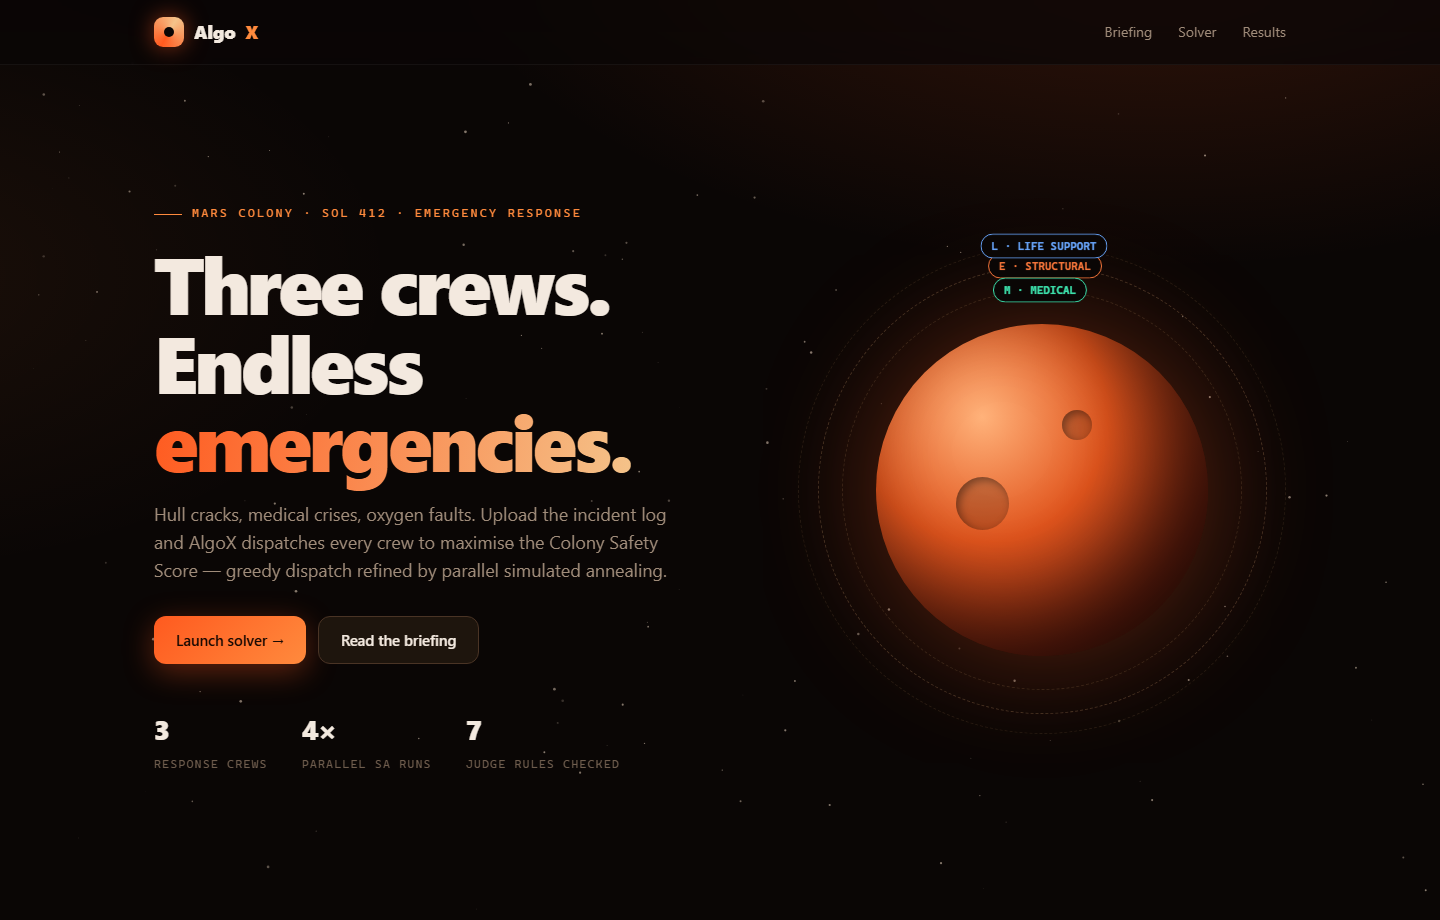 Algo X
Briefing Solver Results
MARS COLONY · SOL 412 · EMERGENCY RESPONSE
Three crews.
Endless
emergencies.
Hull cracks, medical crises, oxygen faults. Upload the incident log
and AlgoX dispatches every crew to maximise the Colony Safety
Score — greedy dispatch refined by parallel simulated annealing.
Launch solver →
Read the briefing
3
RESPONSE CREWS
4×
PARALLEL SA RUNS
7
JUDGE RULES CHECKED
L · LIFE SUPPORT
E · STRUCTURAL
M · MEDICAL